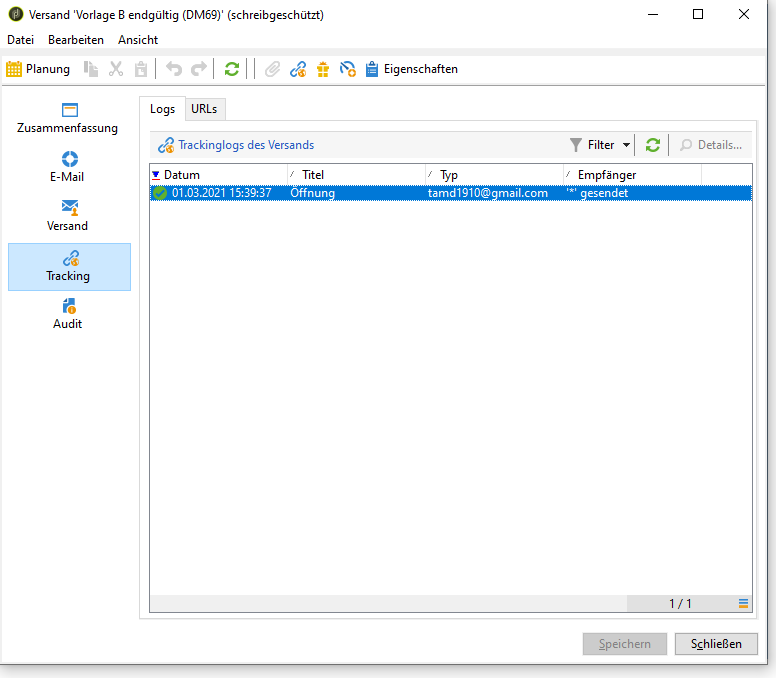 Versand 'Vorlage B endgültig (DM69)' (schreibgeschützt)
Datei Bearbeiten Ansicht
Planung Eigenschaften
Zusammenfassung
E-Mail
Versand
Tracking
Audit
Logs URLs
Trackinglogs des Versands Filter Details...
Datum Titel Typ Empfänger
01.03.2021 15:39:37 Öffnung tamd1910@gmail.com '*' gesendet
1 / 1
Speichern Schließen